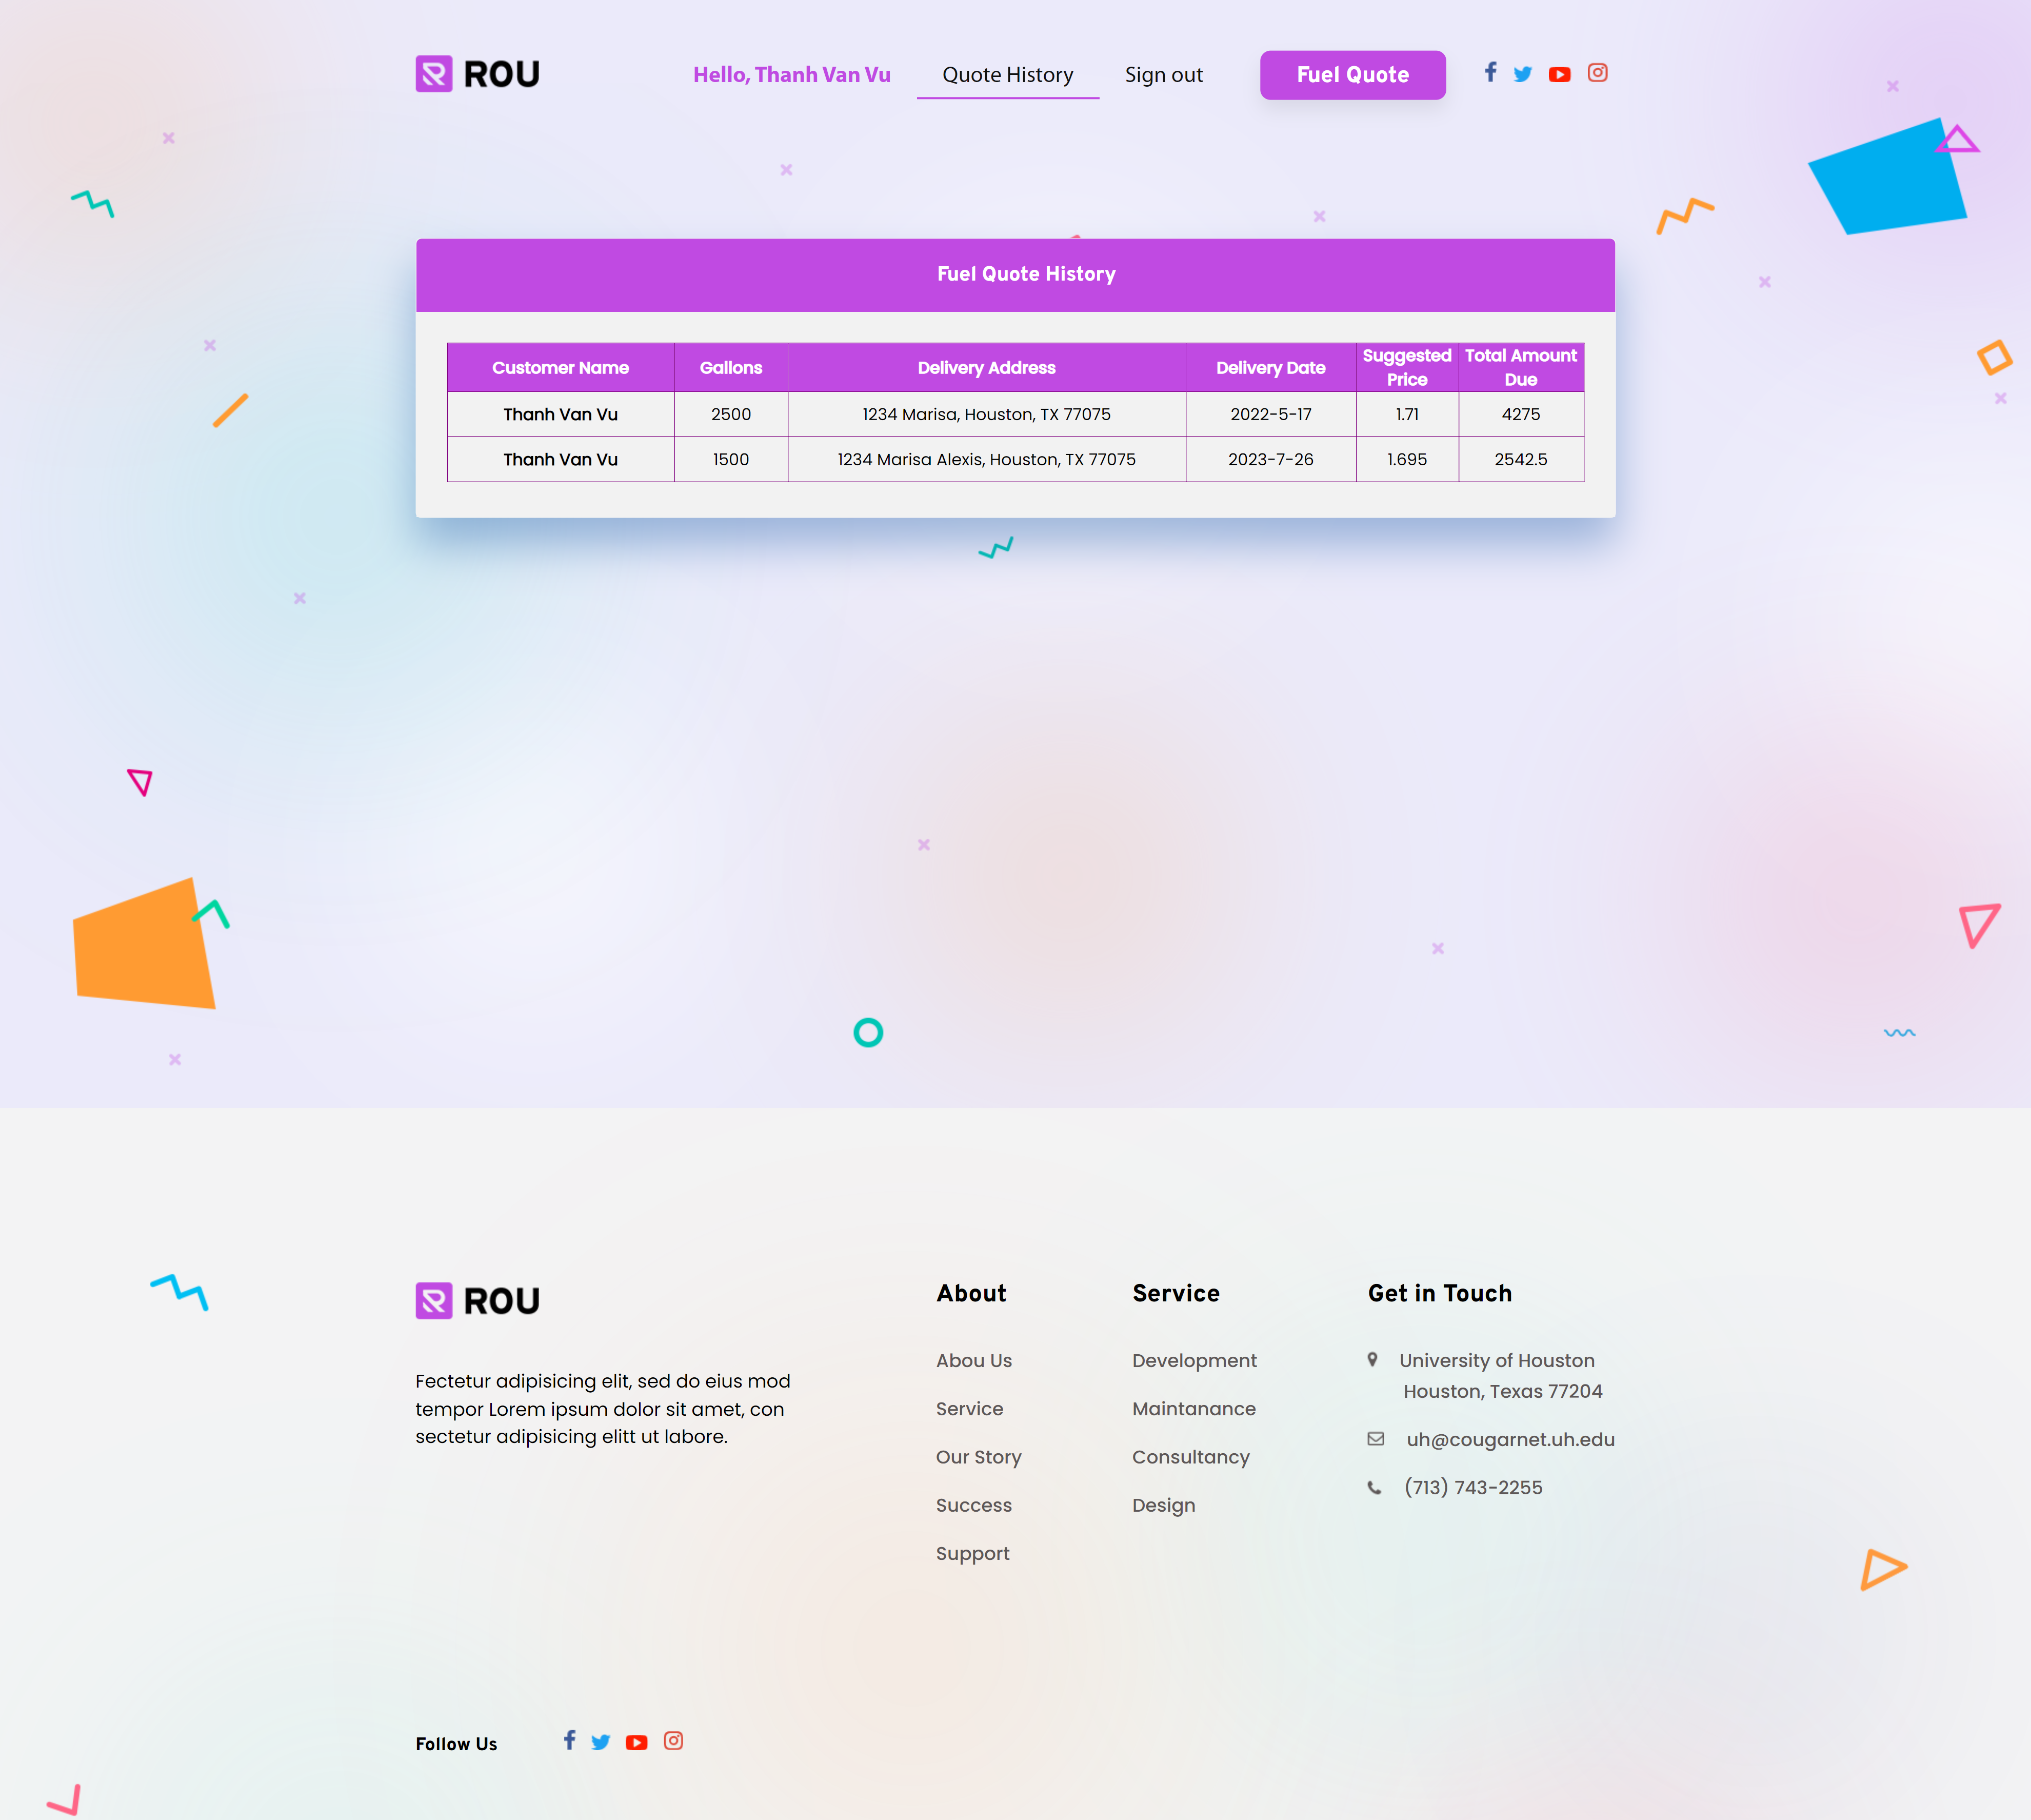 ROU
Hello, Thanh Van Vu
Quote History
Sign out
Fuel Quote
Fuel Quote History
Customer Name Gallons Delivery Address Delivery Date Suggested Price Total Amount Due
Thanh Van Vu 2500 1234 Marisa, Houston, TX 77075 2022-5-17 1.71 4275
Thanh Van Vu 1500 1234 Marisa Alexis, Houston, TX 77075 2023-7-26 1.695 2542.5
ROU
Fectetur adipisicing elit, sed do eius mod
tempor Lorem ipsum dolor sit amet, con
sectetur adipisicing elitt ut labore.
About
Abou Us
Service
Our Story
Success
Support
Service
Development
Maintanance
Consultancy
Design
Get in Touch
University of Houston
Houston, Texas 77204
uh@cougarnet.uh.edu
(713) 743-2255
Follow Us